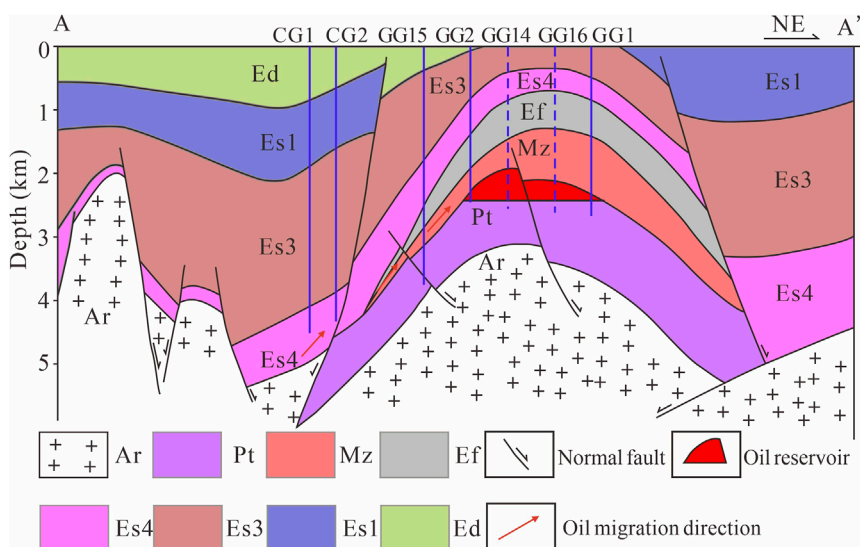 A NE A'
CG1 CG2 GG15 GG2 GG14 GG16 GG1
Depth (km)
0
1
2
3
4
5
Ed
Es1
Es3
Es4
Ar
Es3
Es4
Ef
Mz
Pt
Ar
Es1
Es3
Es4
Ar Pt Mz Ef Normal fault Oil reservoir
Es4 Es3 Es1 Ed Oil migration direction